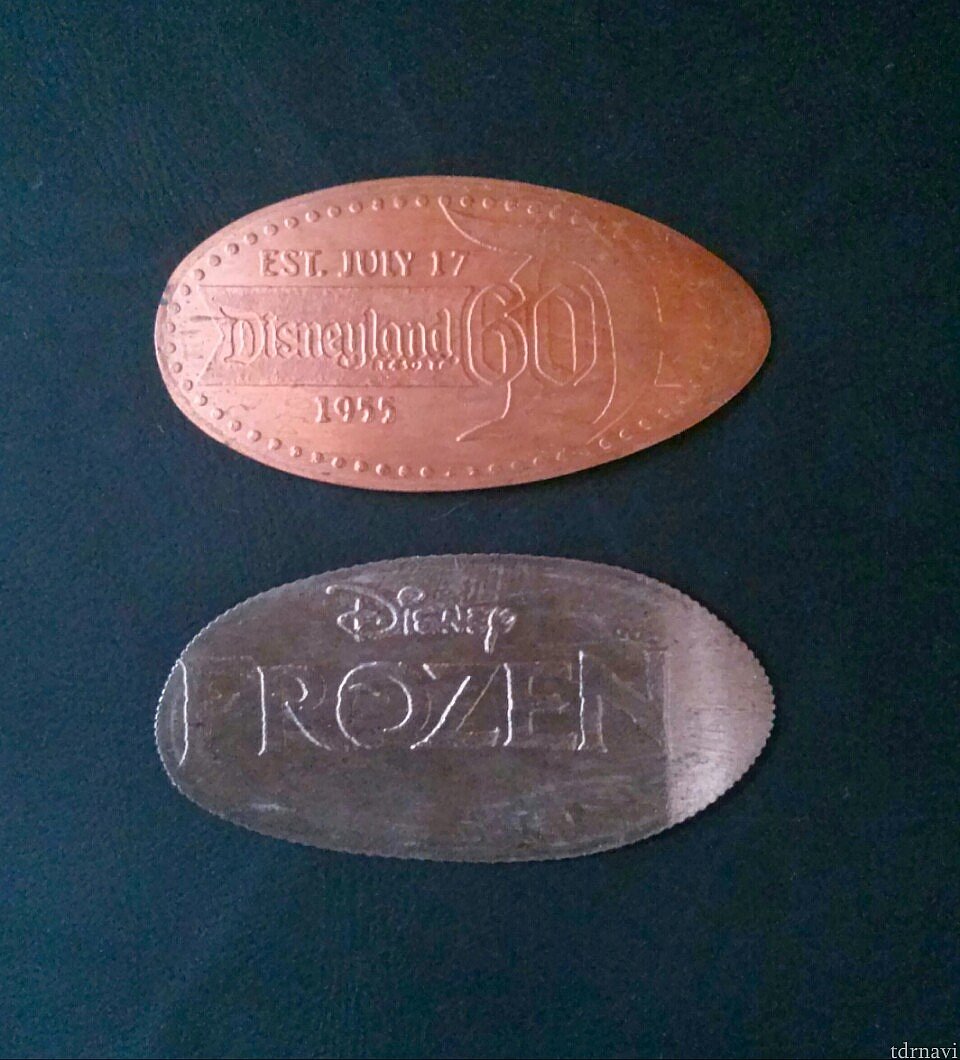 EST. JULY 17
Disneyland 60
RESORT
1955
Disney
FROZEN
tdrnavi